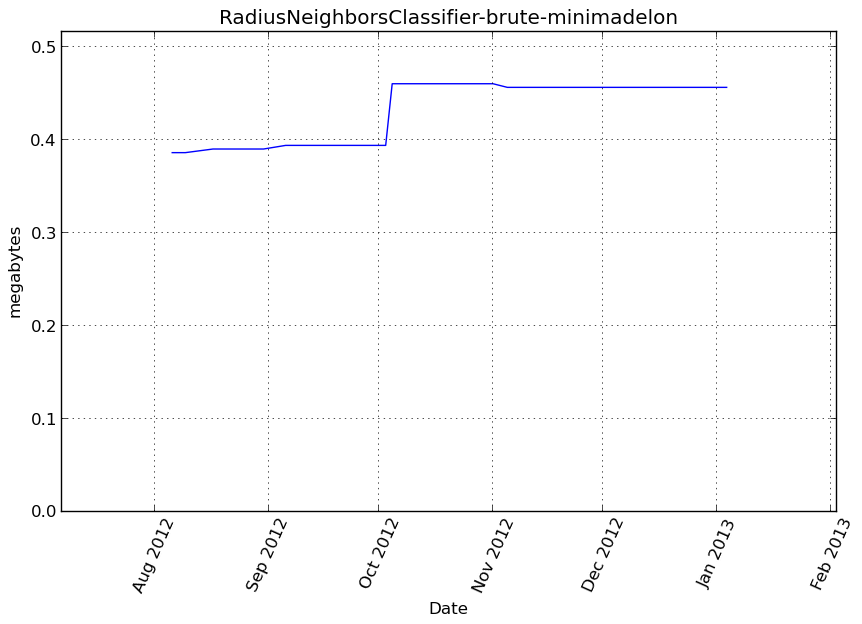 RadiusNeighborsClassifier-brute-minimadelon
0.5
0.4
0.3
0.2
0.1
0.0
megabytes
Aug 2012
Sep 2012
Oct 2012
Nov 2012
Dec 2012
Jan 2013
Feb 2013
Date